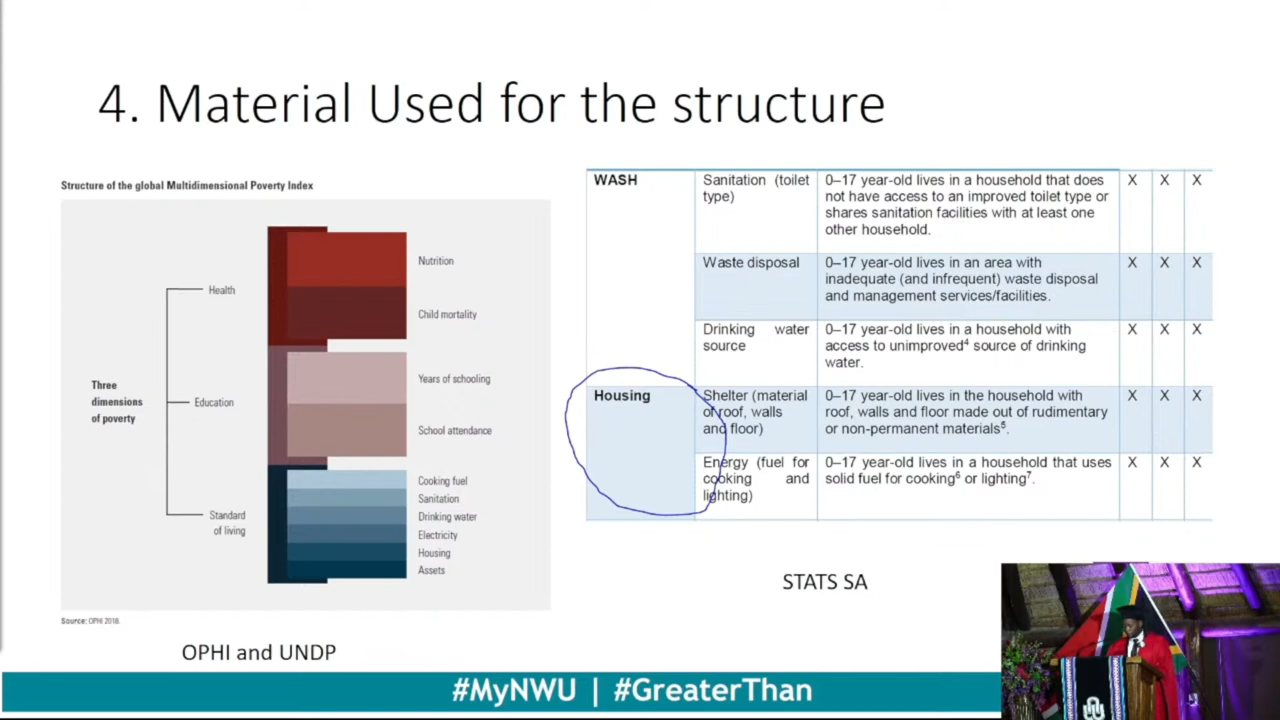 4. Material Used for the structure
Structure of the global Multidimensional Poverty Index
Three
dimensions
of poverty
Health
Education
Standard
of living
Nutrition
Child mortality
Years of schooling
School attendance
Cooking fuel
Sanitation
Drinking water
Electricity
Housing
Assets
Source: OPHI 2018.
OPHI and UNDP
WASH
Sanitation (toilet
type)
0–17 year-old lives in a household that does
not have access to an improved toilet type or
shares sanitation facilities with at least one
other household.
X X X
Waste disposal
0–17 year-old lives in an area with
inadequate (and infrequent) waste disposal
and management services/facilities.
X X X
Drinking water
source
0–17 year-old lives in a household with
access to unimproved⁴ source of drinking
water.
X X X
Housing
Shelter (material
of roof, walls
and floor)
0–17 year-old lives in the household with
roof, walls and floor made out of rudimentary
or non-permanent materials⁵.
X X X
Energy (fuel for
cooking and
lighting)
0–17 year-old lives in a household that uses
solid fuel for cooking⁶ or lighting⁷.
X X X
STATS SA
#MyNWU | #GreaterThan